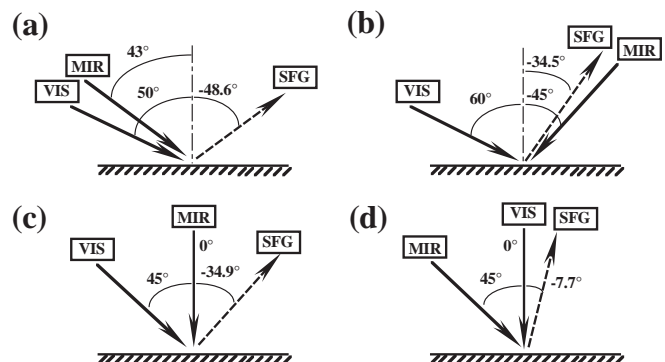 (a)
43°
MIR
VIS
50°
-48.6°
SFG
(b)
-34.5°
SFG
MIR
VIS
60°
-45°
(c)
MIR
VIS
0°
SFG
45°
-34.9°
(d)
VIS
SFG
MIR
0°
45°
-7.7°